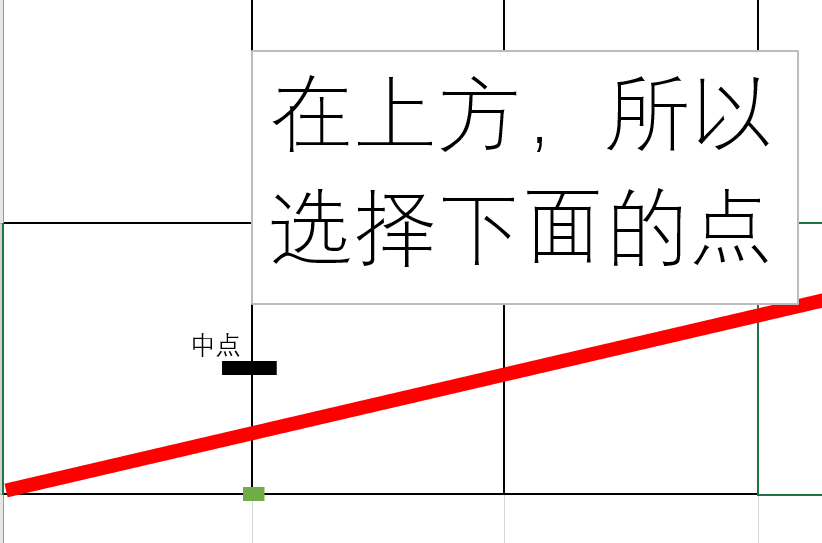 在上方，所以
选择下面的点
中点